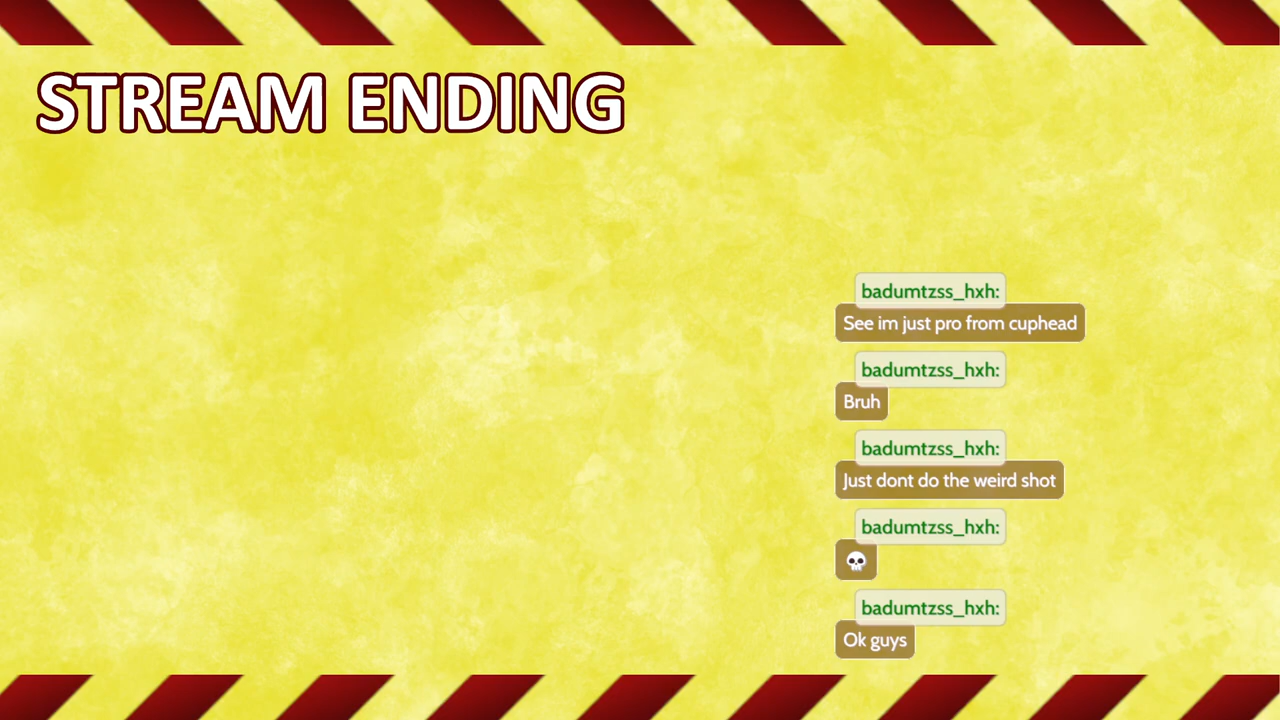 STREAM ENDING
badumtzss_hxh:
See im just pro from cuphead
badumtzss_hxh:
Bruh
badumtzss_hxh:
Just dont do the weird shot
badumtzss_hxh:
💀
badumtzss_hxh:
Ok guys